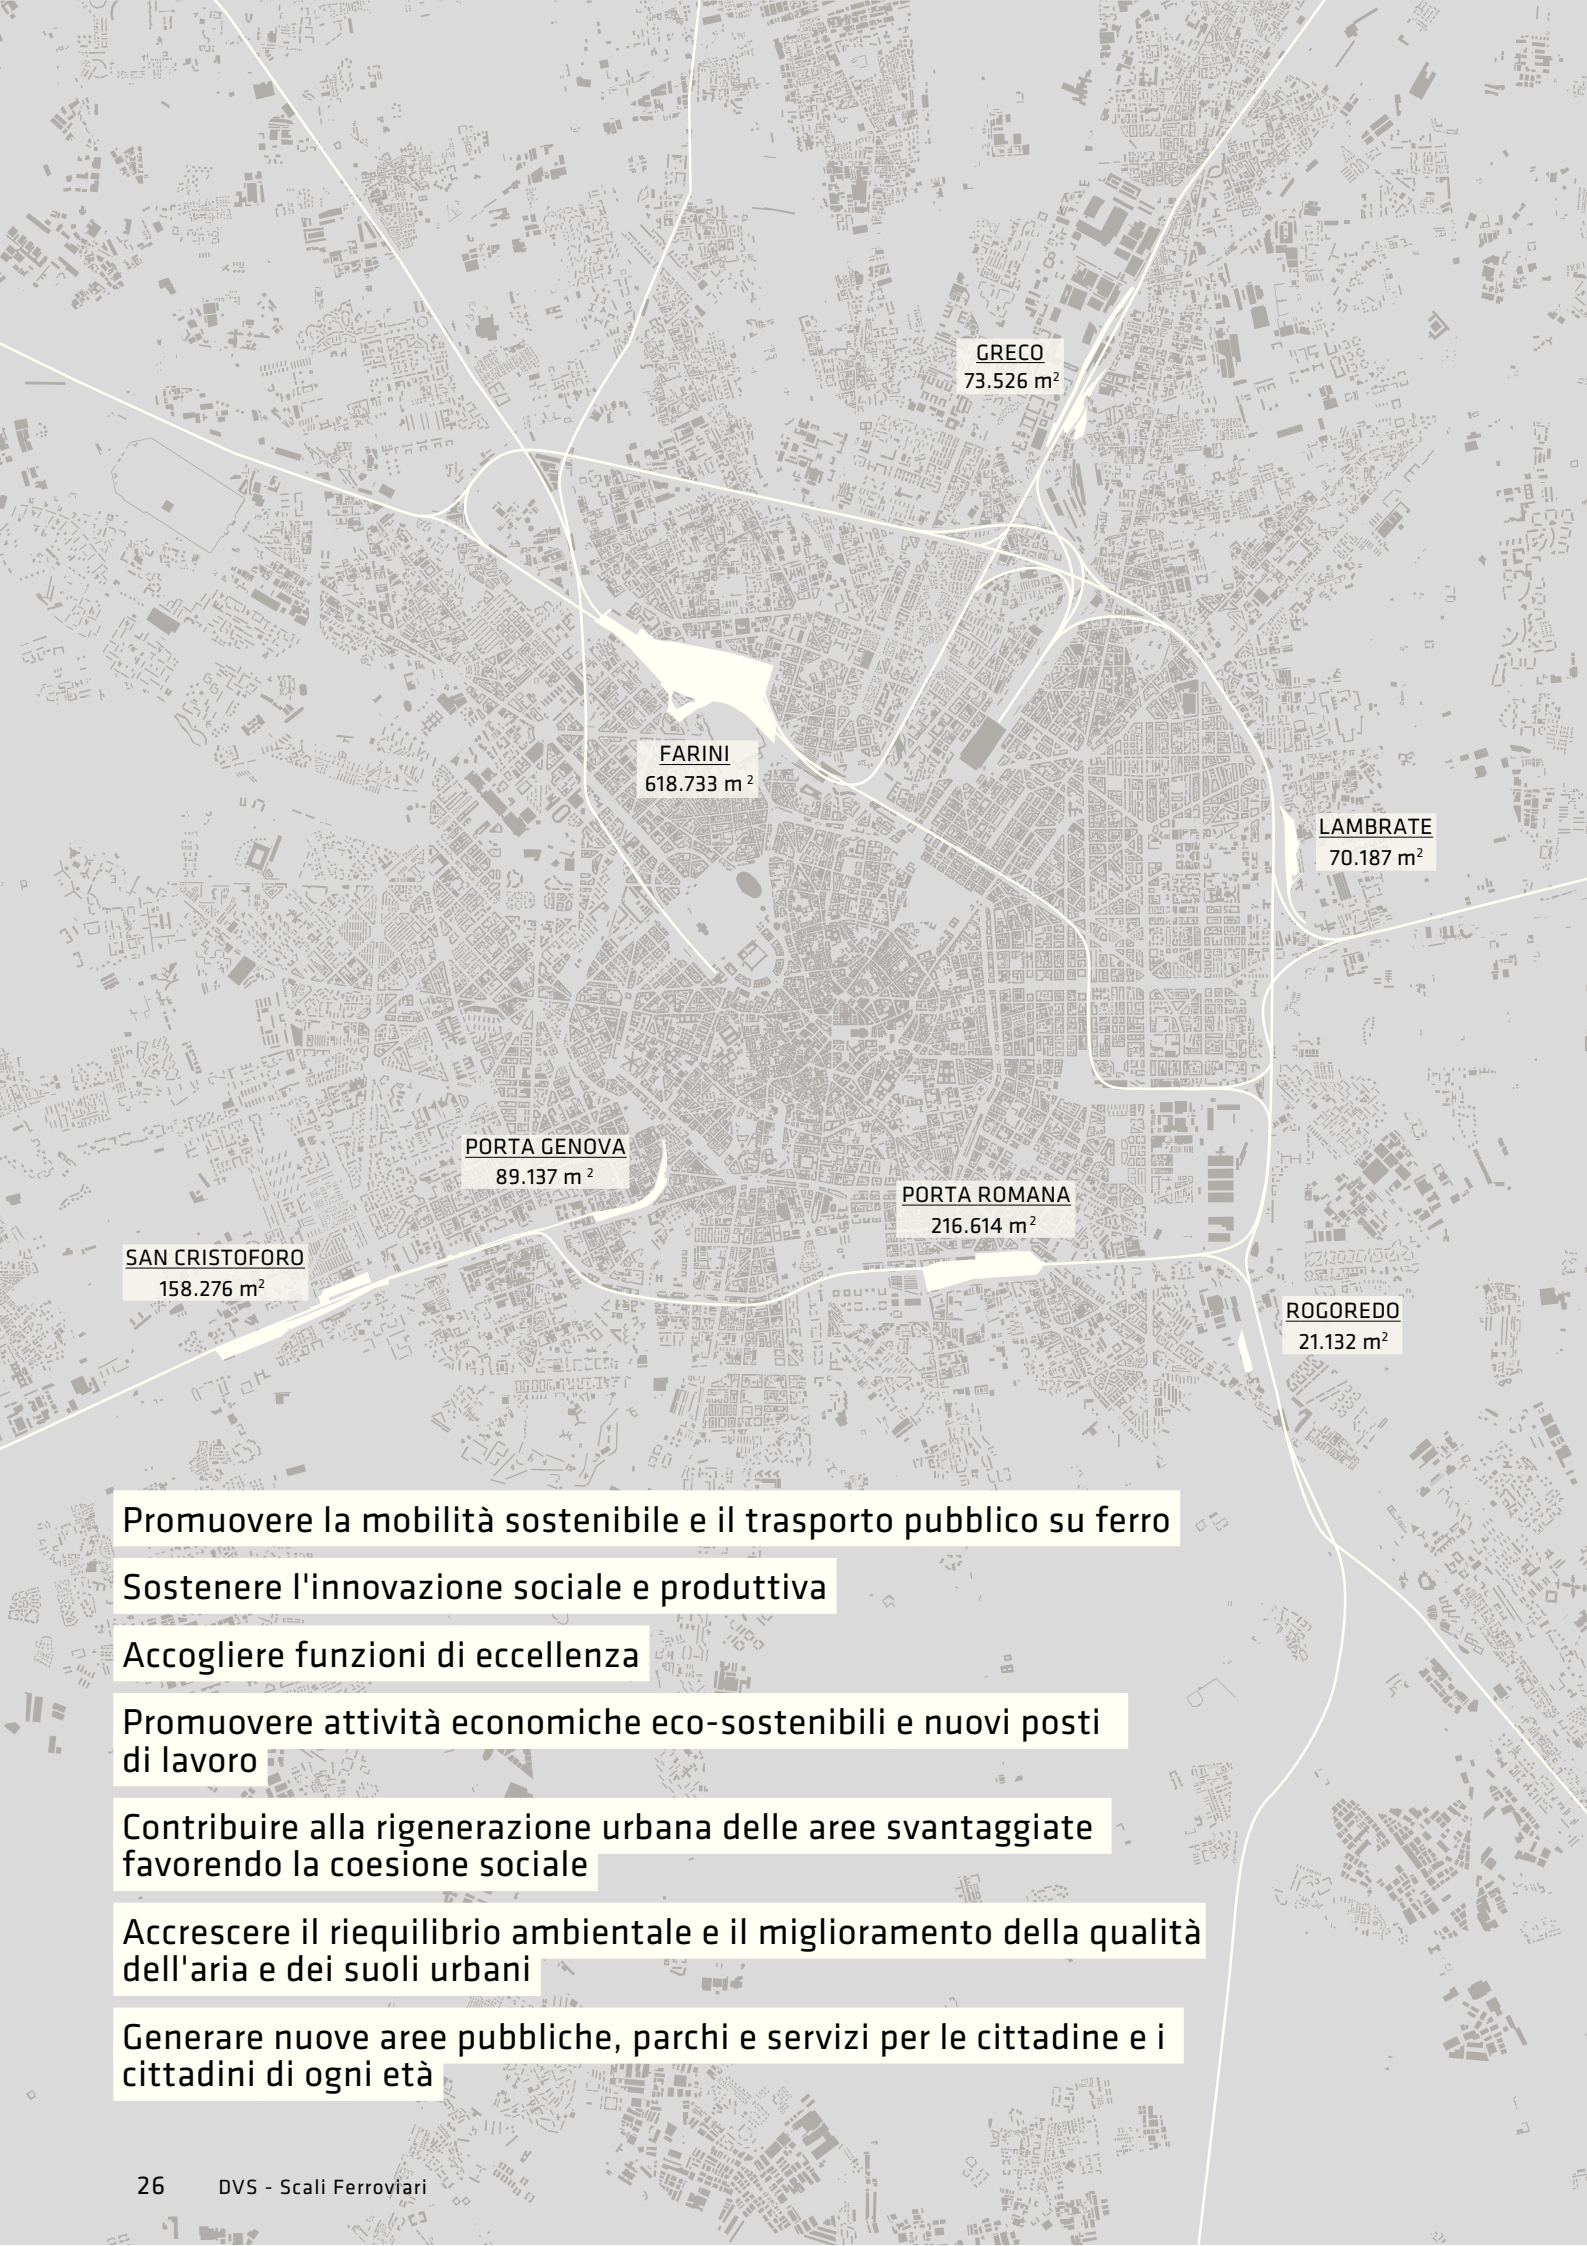 GRECO
73.526 m²
FARINI
618.733 m ²
LAMBRATE
70.187 m²
PORTA GENOVA
89.137 m ²
PORTA ROMANA
216.614 m²
SAN CRISTOFORO
158.276 m²
ROGOREDO
21.132 m²
Promuovere la mobilità sostenibile e il trasporto pubblico su ferro
Sostenere l'innovazione sociale e produttiva
Accogliere funzioni di eccellenza
Promuovere attività economiche eco-sostenibili e nuovi posti
di lavoro
Contribuire alla rigenerazione urbana delle aree svantaggiate
favorendo la coesione sociale
Accrescere il riequilibrio ambientale e il miglioramento della qualità
dell'aria e dei suoli urbani
Generare nuove aree pubbliche, parchi e servizi per le cittadine e i
cittadini di ogni età
26 DVS - Scali Ferroviari